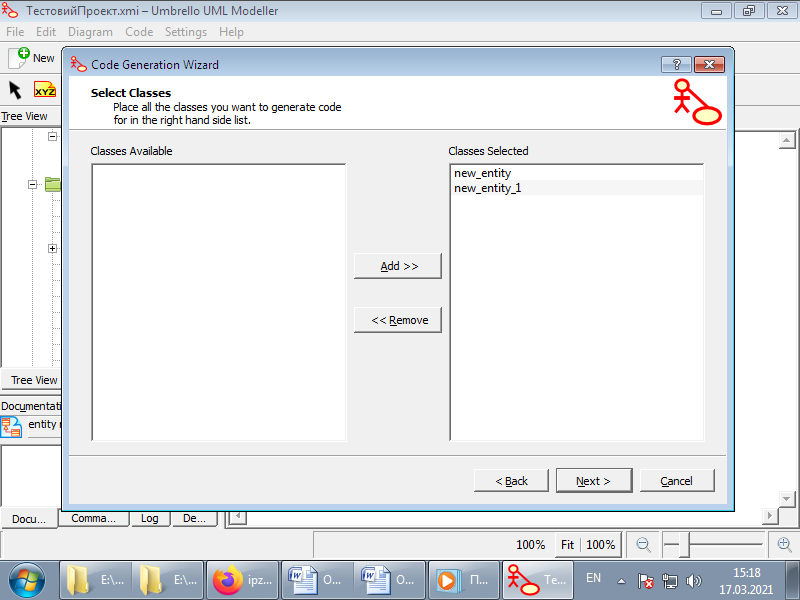 ТестовийПроект.xmi – Umbrello UML Modeller
File Edit Diagram Code Settings Help
New
Code Generation Wizard
XYZ
Select Classes
Place all the classes you want to generate code
for in the right hand side list.
Tree View
Classes Available
Classes Selected
new_entity
new_entity_1
Add >>
<< Remove
Tree View
Documentati
entity
< Back
Next >
Cancel
Docu...
Comma...
Log
De...
100%
Fit
100%
E:\...
E:\...
ipz...
O...
O...
П...
Te...
EN
15:18
17.03.2021